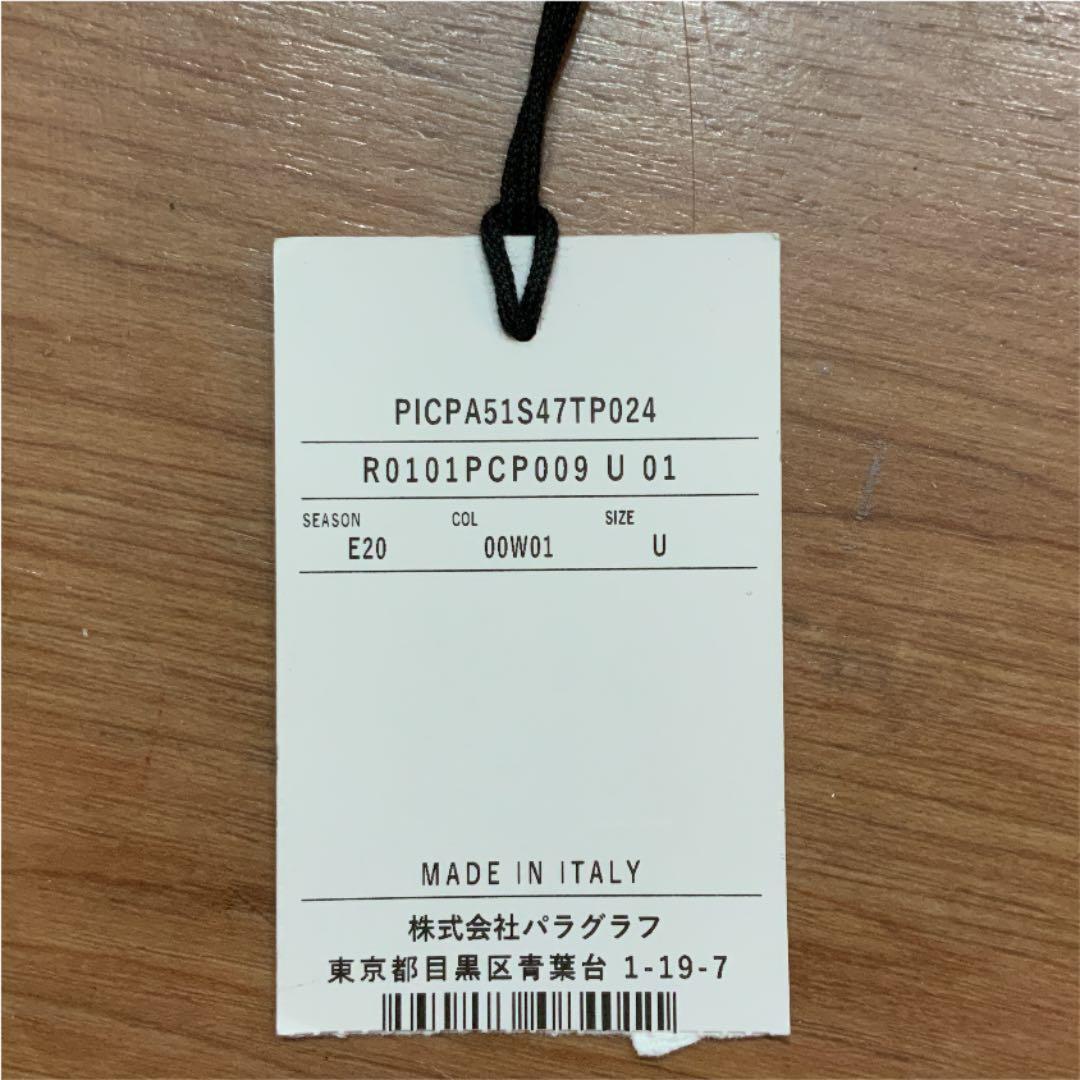 PICPA51S47TP024
R0101PCP009 U 01
SEASON COL SIZE
E20 00W01 U
MADE IN ITALY
株式会社パラグラフ
東京都目黒区青葉台 1-19-7